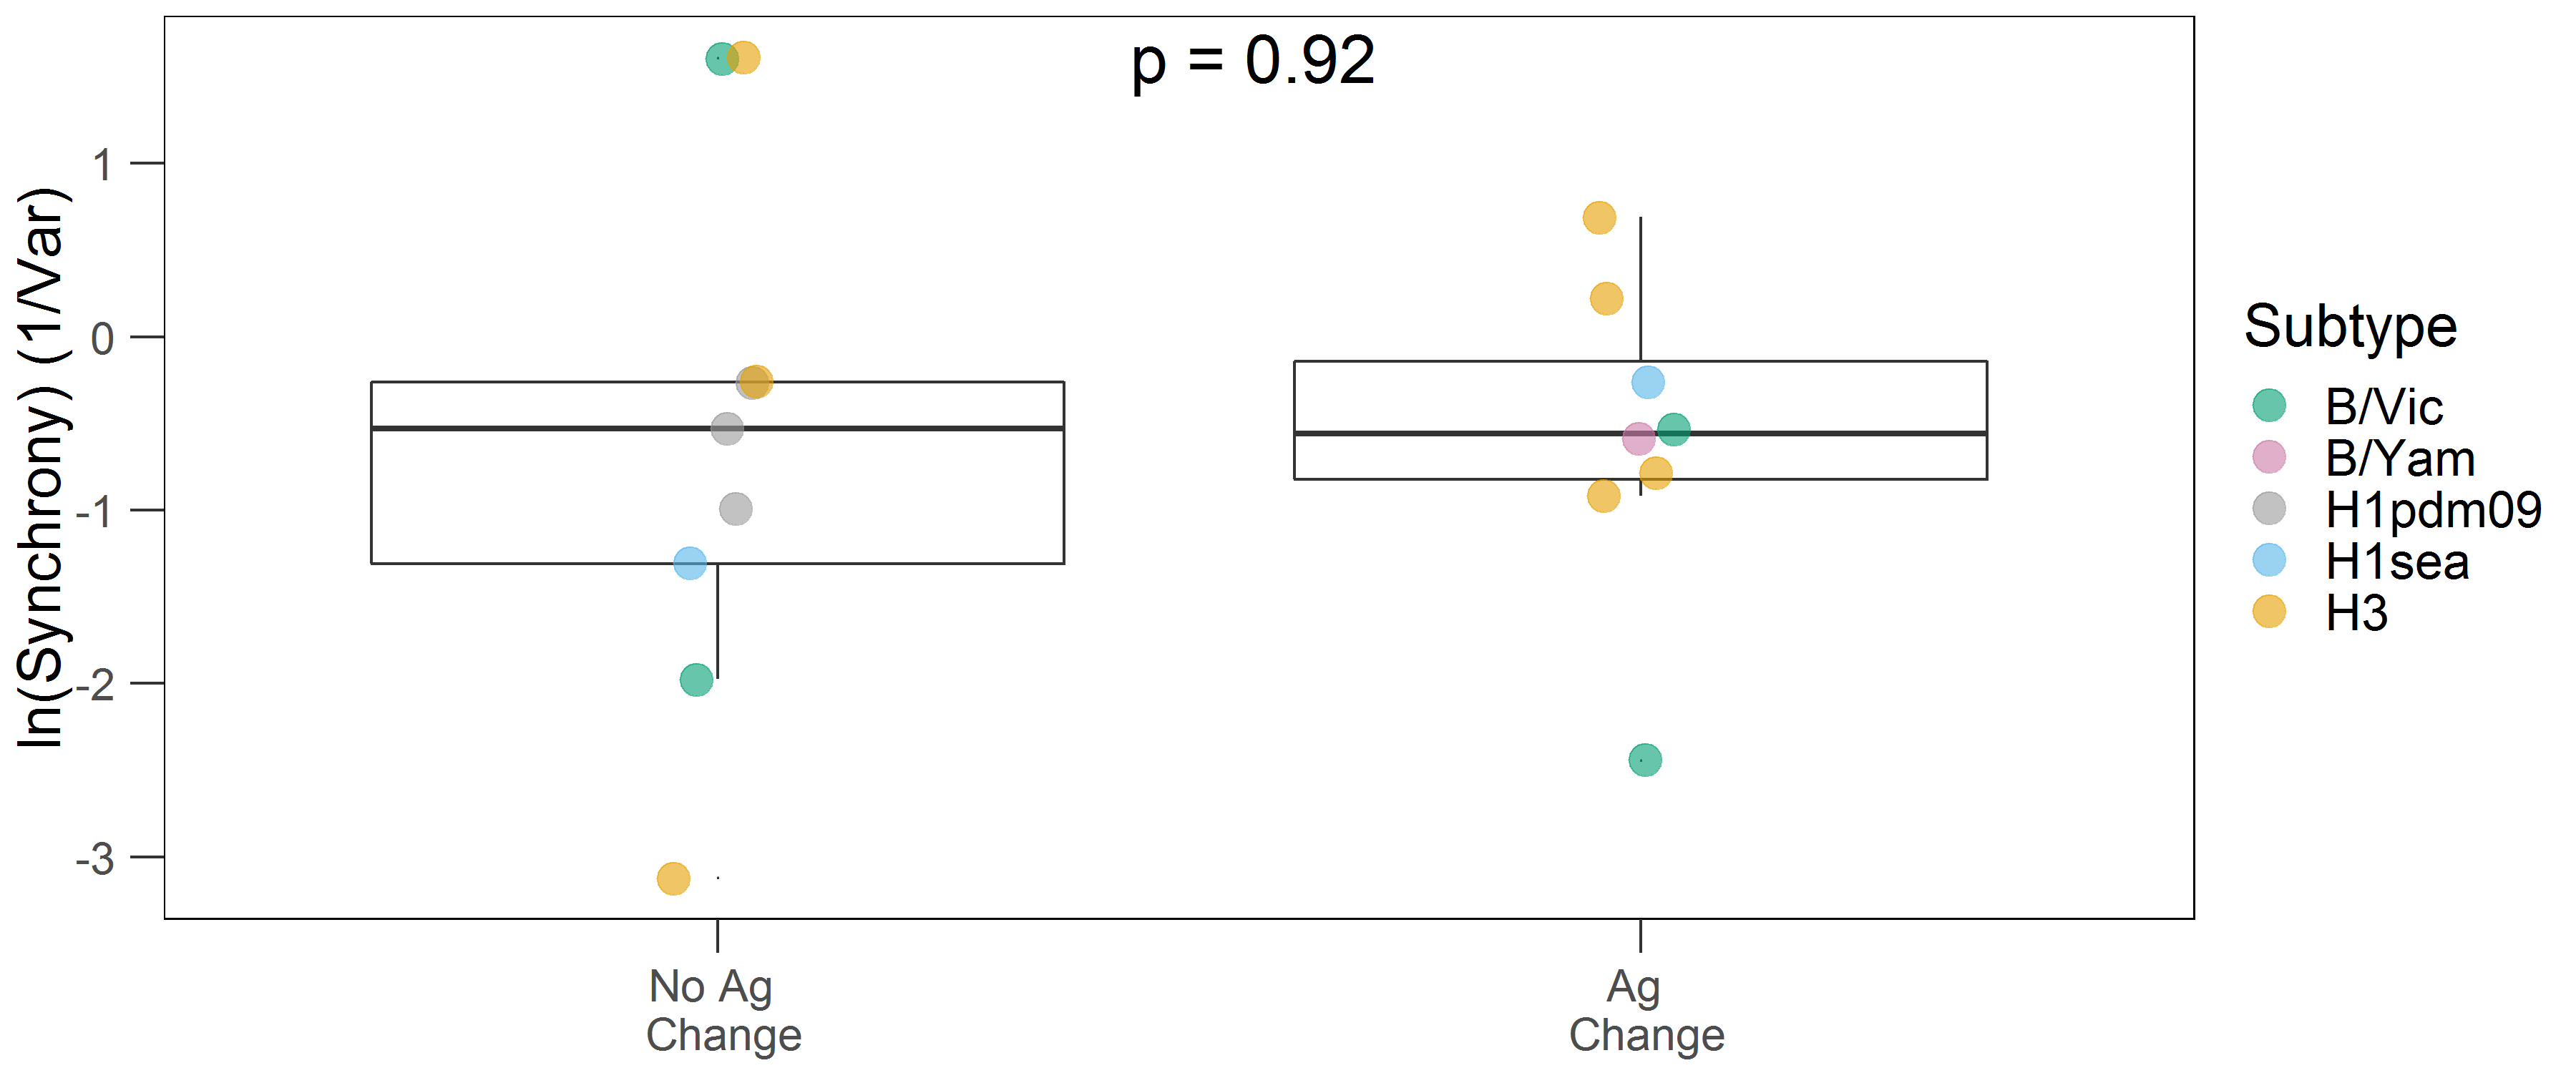 p = 0.92
ln(Synchrony) (1/Var)
1
0
-1
-2
-3
No Ag
Change
Ag
Change
Subtype
B/Vic
B/Yam
H1pdm09
H1sea
H3